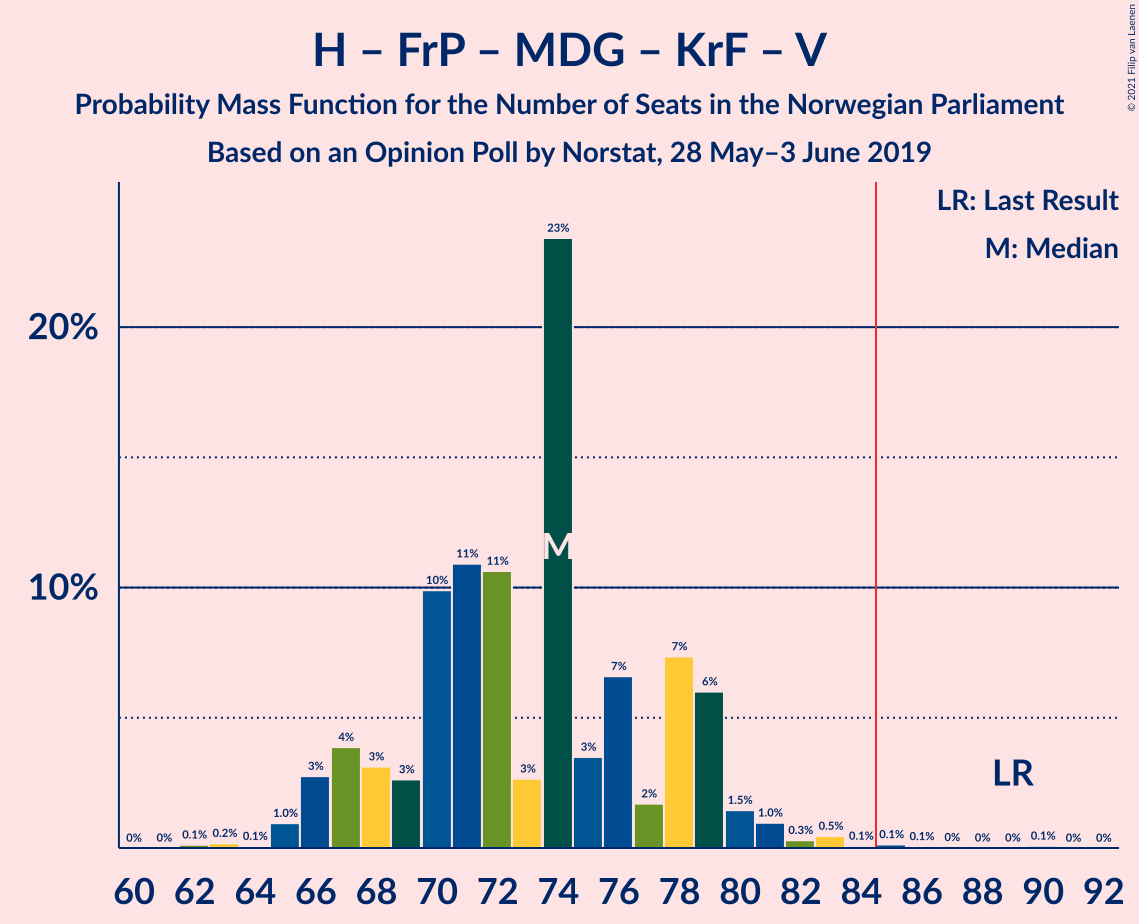 H – FrP – MDG – KrF – V
Probability Mass Function for the Number of Seats in the Norwegian Parliament
Based on an Opinion Poll by Norstat, 28 May–3 June 2019
© 2021 Filip van Laenen
LR: Last Result
M: Median
20%
10%
0% 0% 0.1% 0.2% 0.1% 1.0% 3% 4% 3% 3% 10% 11% 11% 3% 23% 3% 7% 2% 7% 6% 1.5% 1.0% 0.3% 0.5% 0.1% 0.1% 0.1% 0% 0% 0% 0.1% 0% 0%
M
LR
60 62 64 66 68 70 72 74 76 78 80 82 84 86 88 90 92